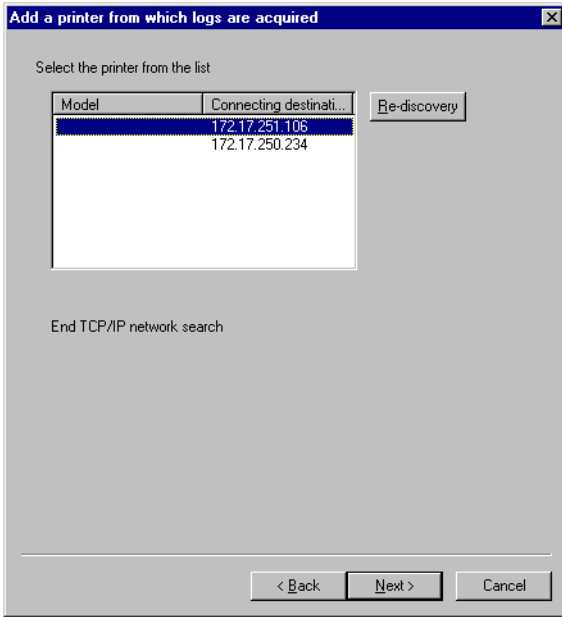 Add a printer from which logs are acquired
Select the printer from the list
Model Connecting destinati... Re-discovery
172.17.251.106
172.17.250.234
End TCP/IP network search
< Back Next > Cancel